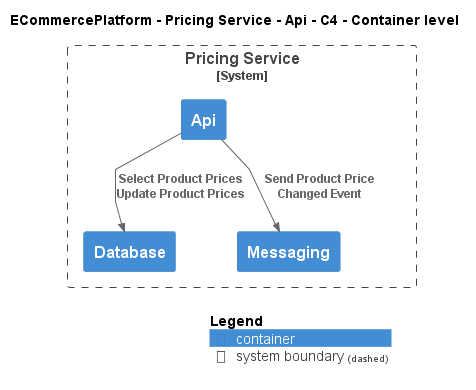 ECommercePlatform - Pricing Service - Api - C4 - Container level
Pricing Service
[System]
Api
Select Product Prices
Update Product Prices
Send Product Price
Changed Event
Database
Messaging
Legend
container
system boundary (dashed)